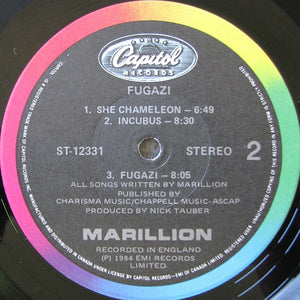 Capitol
RECORDS
FUGAZI
1. SHE CHAMELEON – 6:49
2. INCUBUS – 8:30
ST-12331 STEREO 2
3. FUGAZI – 8:05
ALL SONGS WRITTEN BY MARILLION
PUBLISHED BY
CHARISMA MUSIC/CHAPPELL MUSIC-ASCAP
PRODUCED BY NICK TAUBER
MARILLION
RECORDED IN ENGLAND
(P) 1984 EMI RECORDS
LIMITED.